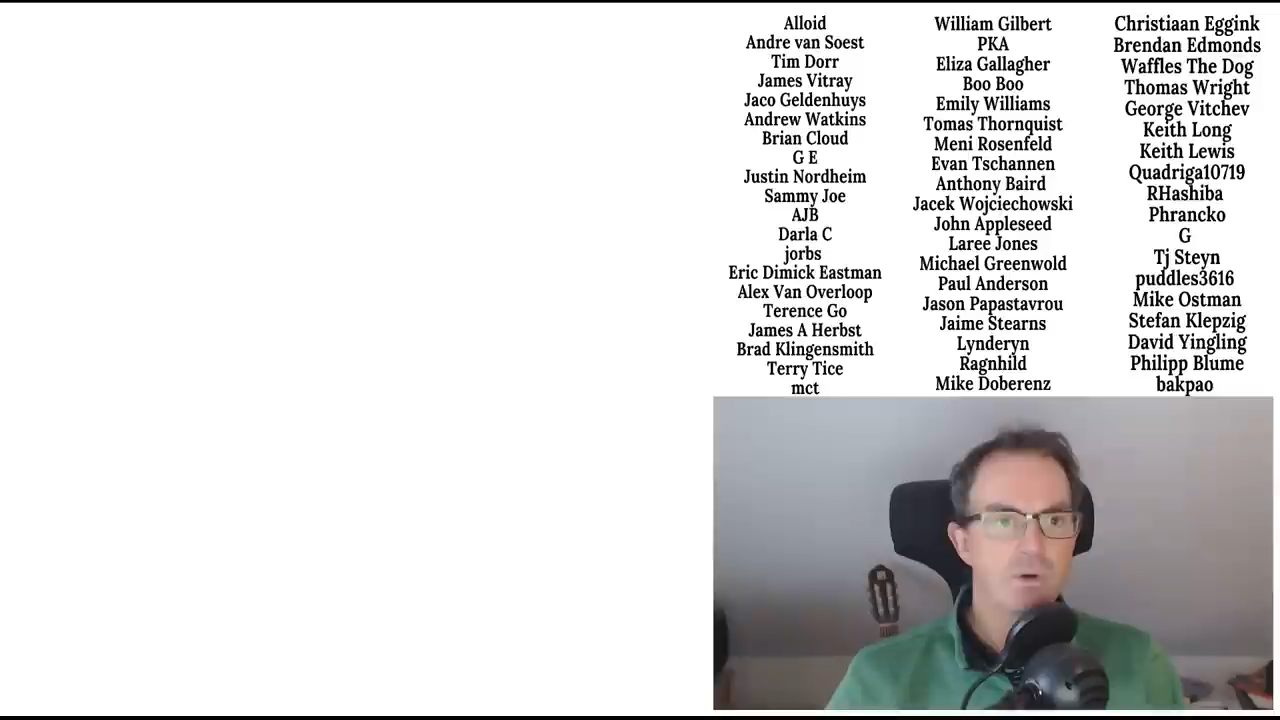 Alloid
Andre van Soest
Tim Dorr
James Vitray
Jaco Geldenhuys
Andrew Watkins
Brian Cloud
G E
Justin Nordheim
Sammy Joe
AJB
Darla C
jorbs
Eric Dimick Eastman
Alex Van Overloop
Terence Go
James A Herbst
Brad Klingensmith
Terry Tice
mct
William Gilbert
PKA
Eliza Gallagher
Boo Boo
Emily Williams
Tomas Thornquist
Meni Rosenfeld
Evan Tschannen
Anthony Baird
Jacek Wojciechowski
John Appleseed
Laree Jones
Michael Greenwold
Paul Anderson
Jason Papastavrou
Jaime Stearns
Lynderyn
Ragnhild
Mike Doberenz
Christiaan Eggink
Brendan Edmonds
Waffles The Dog
Thomas Wright
George Vitchev
Keith Long
Keith Lewis
Quadriga10719
RHashiba
Phrancko
G
Tj Steyn
puddles3616
Mike Ostman
Stefan Klepzig
David Yingling
Philipp Blume
bakpao